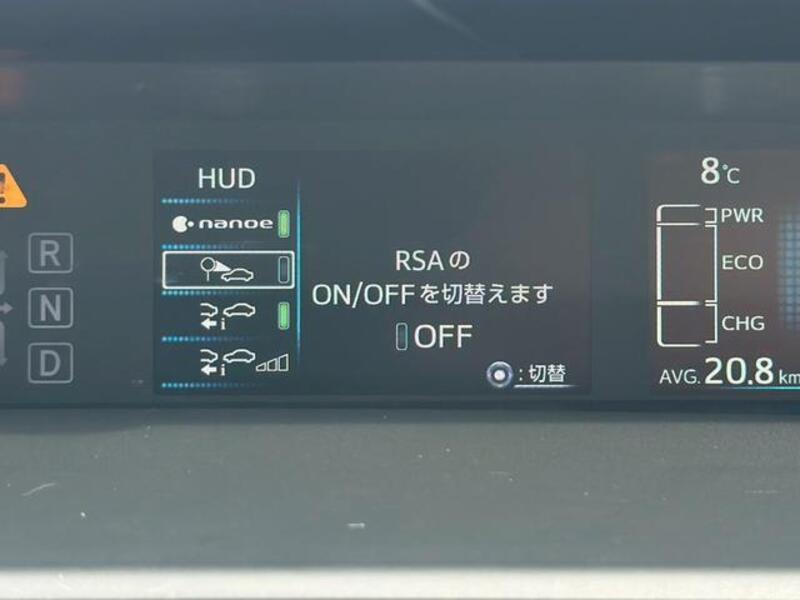 HUD
nanoe
i
i
R
N
D
RSAの
ON/OFFを切替えます
OFF
:切替
8℃
PWR
ECO
CHG
AVG. 20.8 km